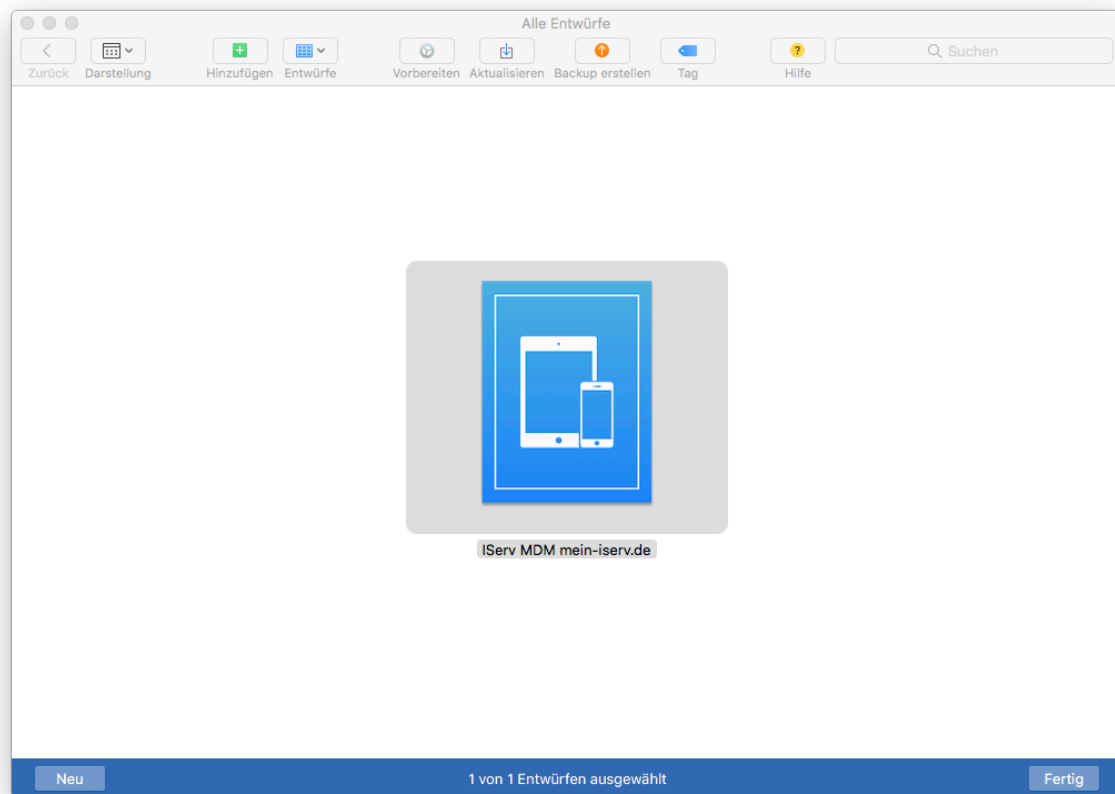 Alle Entwürfe
Zurück Darstellung Hinzufügen Entwürfe Vorbereiten Aktualisieren Backup erstellen Tag ? Hilfe Suchen
IServ MDM mein-iserv.de
Neu 1 von 1 Entwürfen ausgewählt Fertig